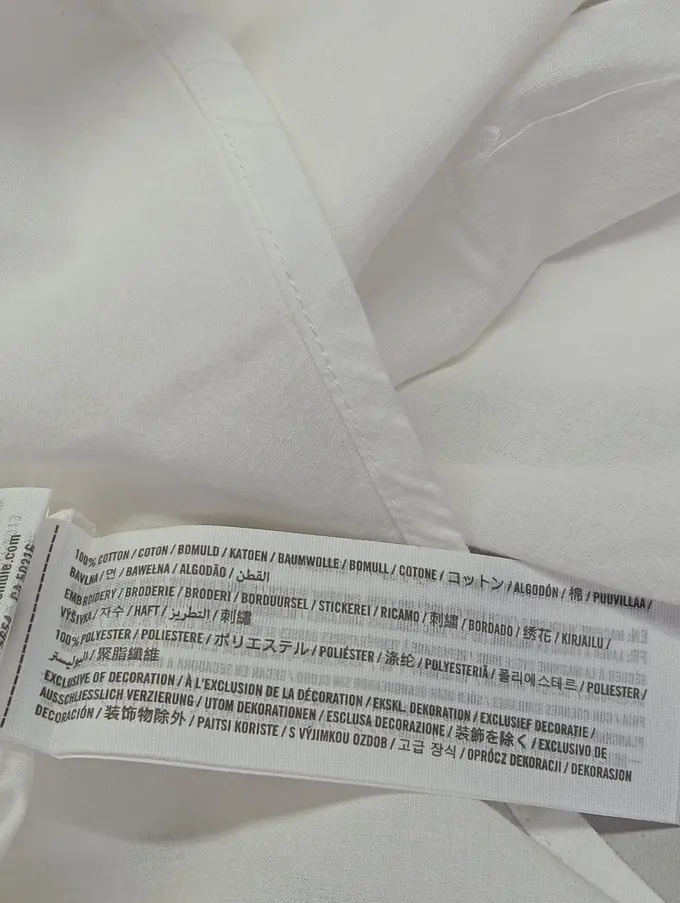 100% COTTON / COTON / BOMULD / KATOEN / BAUMWOLLE / BOMULL / COTONE / コットン / ALGODÓN / 棉 / PUUVILLAA /
BAVLNA / 면 / BAWEŁNA / ALGODÃO / القطن
EMBROIDERY / BRODERIE / BRODERI / BORDUURSEL / STICKEREI / RICAMO / 刺繍 / BORDADO / 绣花 / KIRJAILU /
VÝŠIVKA / 자수 / HAFT / التطريز / 刺繡
100% POLYESTER / POLIESTERE / ポリエステル / POLIÉSTER / 涤纶 / POLYESTERIÄ / 폴리에스테르 / POLIESTER /
البوليستر / 聚脂纖維
EXCLUSIVE OF DECORATION / À L'EXCLUSION DE LA DÉCORATION / EKSKL. DEKORATION / EXCLUSIEF DECORATIE /
AUSSCHLIESSLICH VERZIERUNG / UTOM DEKORATIONEN / ESCLUSA DECORAZIONE / 装飾を除く / EXCLUSIVO DE
DECORACIÓN / 装饰物除外 / PAITSI KORISTE / S VÝJIMKOU OZDOB / 고급 장식 / OPRÓCZ DEKORACJI / DEKORASJON